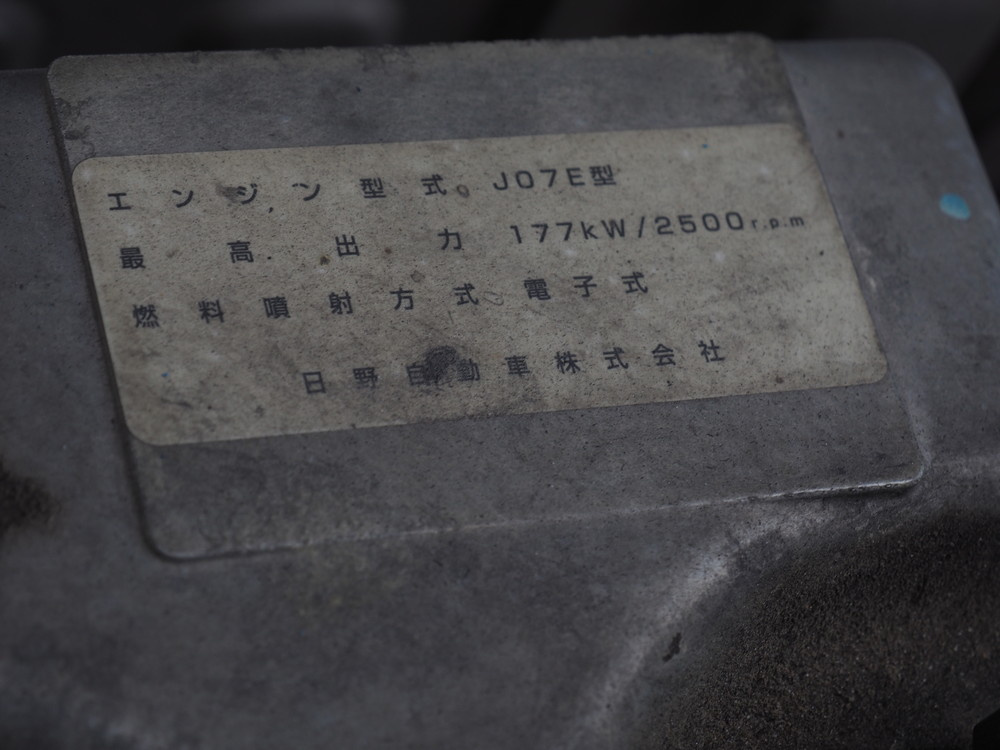 エンジン型式 J07E型
最高出力 177kW/2500r.p.m
燃料噴射方式 電子式
日野自動車株式会社